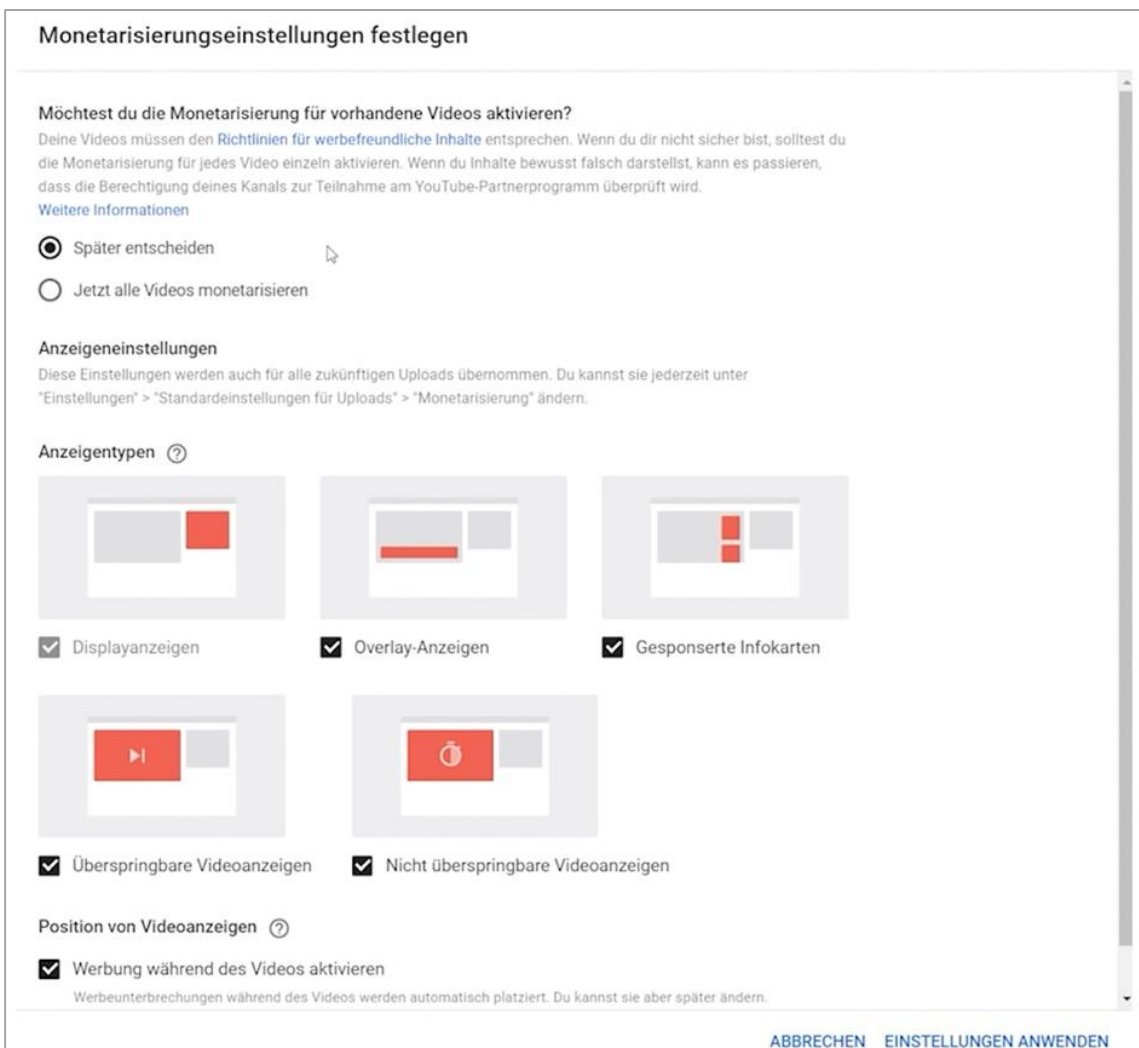 Monetarisierungseinstellungen festlegen
Möchtest du die Monetarisierung für vorhandene Videos aktivieren?
Deine Videos müssen den Richtlinien für werbefreundliche Inhalte entsprechen. Wenn du dir nicht sicher bist, solltest du
die Monetarisierung für jedes Video einzeln aktivieren. Wenn du Inhalte bewusst falsch darstellst, kann es passieren,
dass die Berechtigung deines Kanals zur Teilnahme am YouTube-Partnerprogramm überprüft wird.
Weitere Informationen
Später entscheiden
Jetzt alle Videos monetarisieren
Anzeigeneinstellungen
Diese Einstellungen werden auch für alle zukünftigen Uploads übernommen. Du kannst sie jederzeit unter
"Einstellungen" > "Standardeinstellungen für Uploads" > "Monetarisierung" ändern.
Anzeigentypen ?
Displayanzeigen Overlay-Anzeigen Gesponserte Infokarten
Überspringbare Videoanzeigen Nicht überspringbare Videoanzeigen
Position von Videoanzeigen ?
Werbung während des Videos aktivieren
Werbeunterbrechungen während des Videos werden automatisch platziert. Du kannst sie aber später ändern.
ABBRECHEN EINSTELLUNGEN ANWENDEN